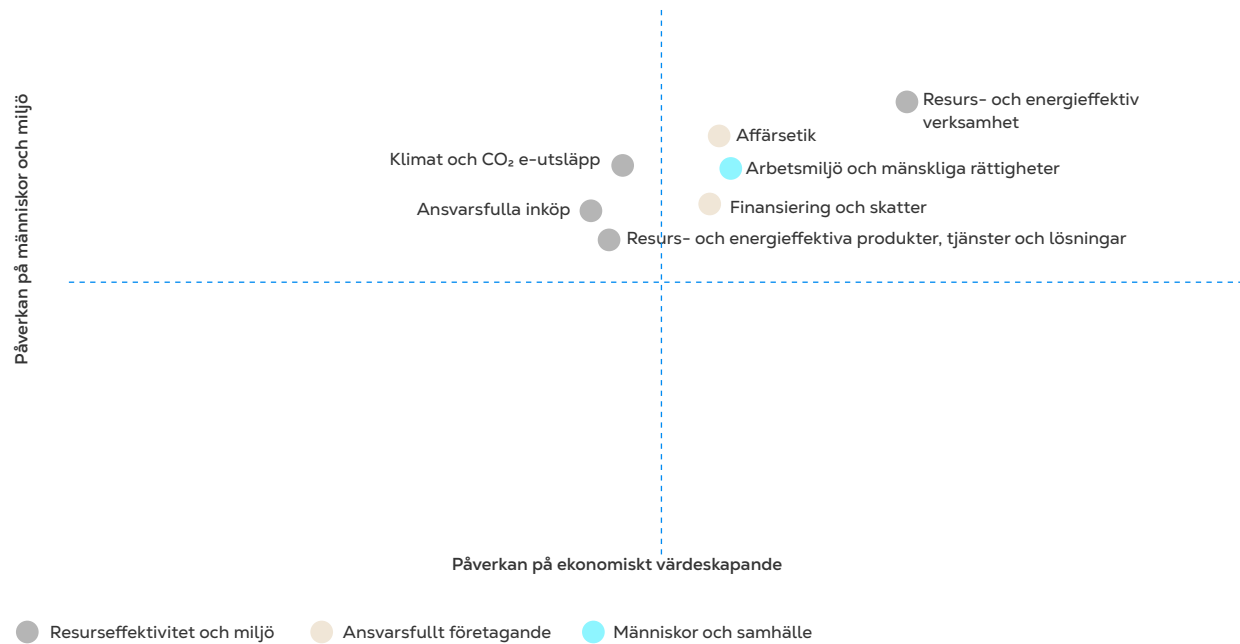 Påverkan på människor och miljö
Resurs- och energieffektiv
verksamhet
Affärsetik
Klimat och CO₂ e-utsläpp
Arbetsmiljö och mänskliga rättigheter
Ansvarsfulla inköp
Finansiering och skatter
Resurs- och energieffektiva produkter, tjänster och lösningar
Påverkan på ekonomiskt värdeskapande
Resurseffektivitet och miljö
Ansvarsfullt företagande
Människor och samhälle